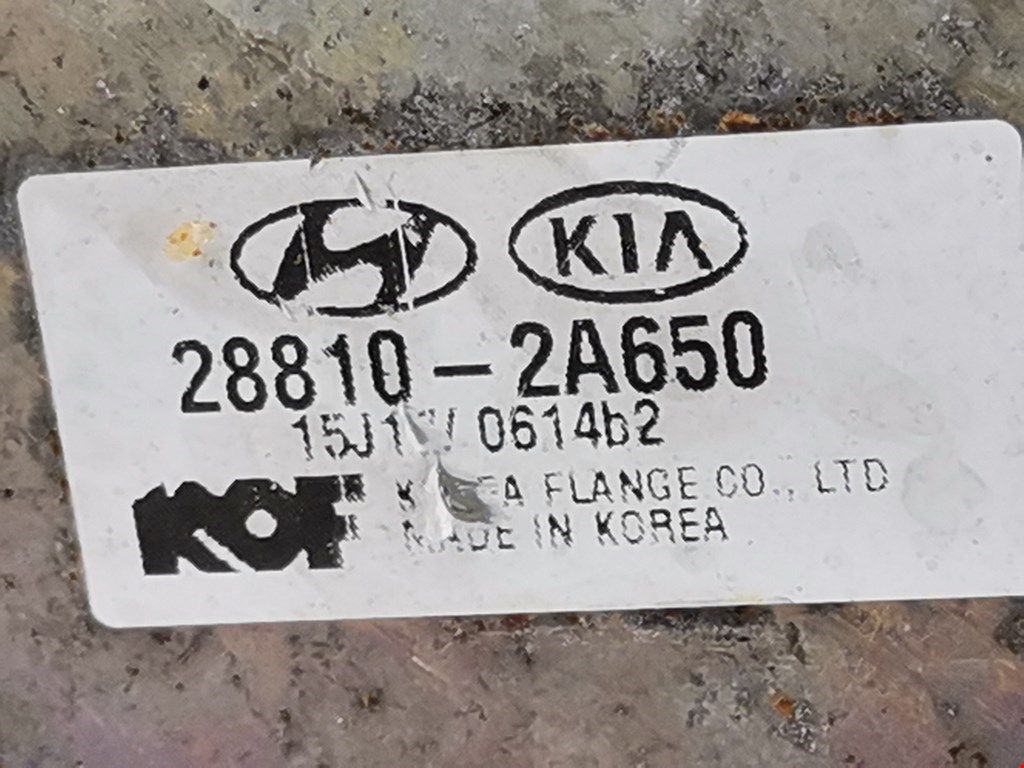 KIA
28810-2A650
0614b2
KOF
FLANGE CO., LTD
MADE IN KOREA